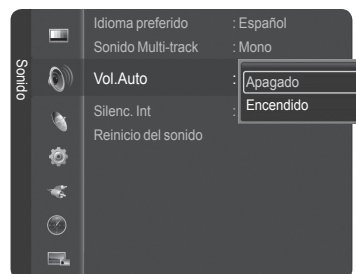 Sonido
Idioma preferido : Español
Sonido Multi-track : Mono
Vol.Auto :
Apagado
Encendido
Silenc. Int :
Reinicio del sonido